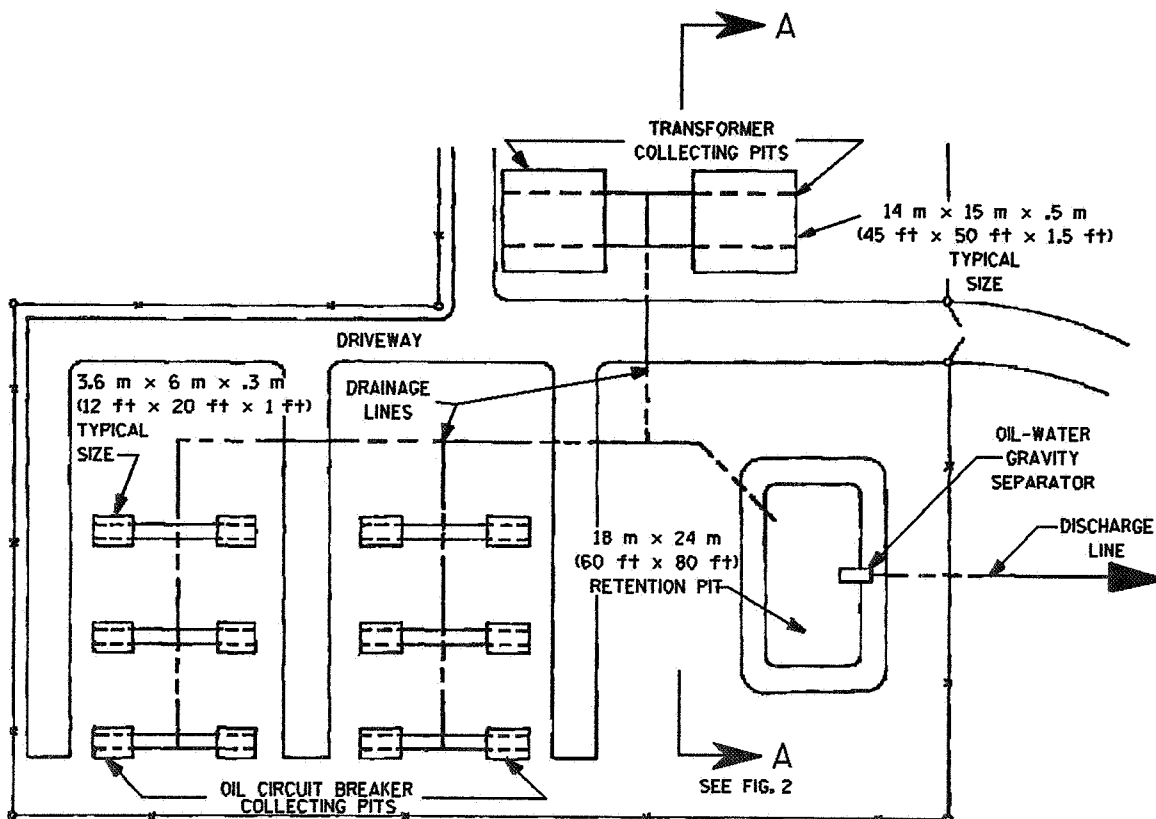 A
TRANSFORMER
COLLECTING PITS
14 m x 15 m x .5 m
(45 ft x 50 ft x 1.5 ft)
TYPICAL
SIZE
DRIVEWAY
3.6 m x 6 m x .3 m
(12 ft x 20 ft x 1 ft)
TYPICAL
SIZE
DRAINAGE
LINES
OIL-WATER
GRAVITY
SEPARATOR
18 m x 24 m
(60 ft x 80 ft)
RETENTION PIT
DISCHARGE
LINE
OIL CIRCUIT BREAKER
COLLECTING PITS
A
SEE FIG. 2